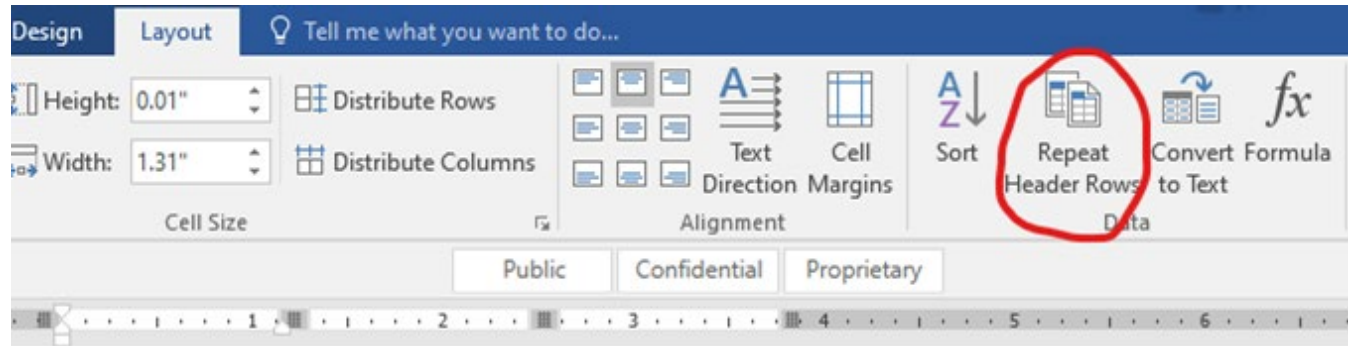 Design Layout Tell me what you want to do...
Height: 0.01" Distribute Rows
Width: 1.31" Distribute Columns
Cell Size
Text
Direction
Cell
Margins
Alignment
Sort
Repeat
Header Rows
Convert
to Text
Formula
Data
Public Confidential Proprietary
1 2 3 4 5 6